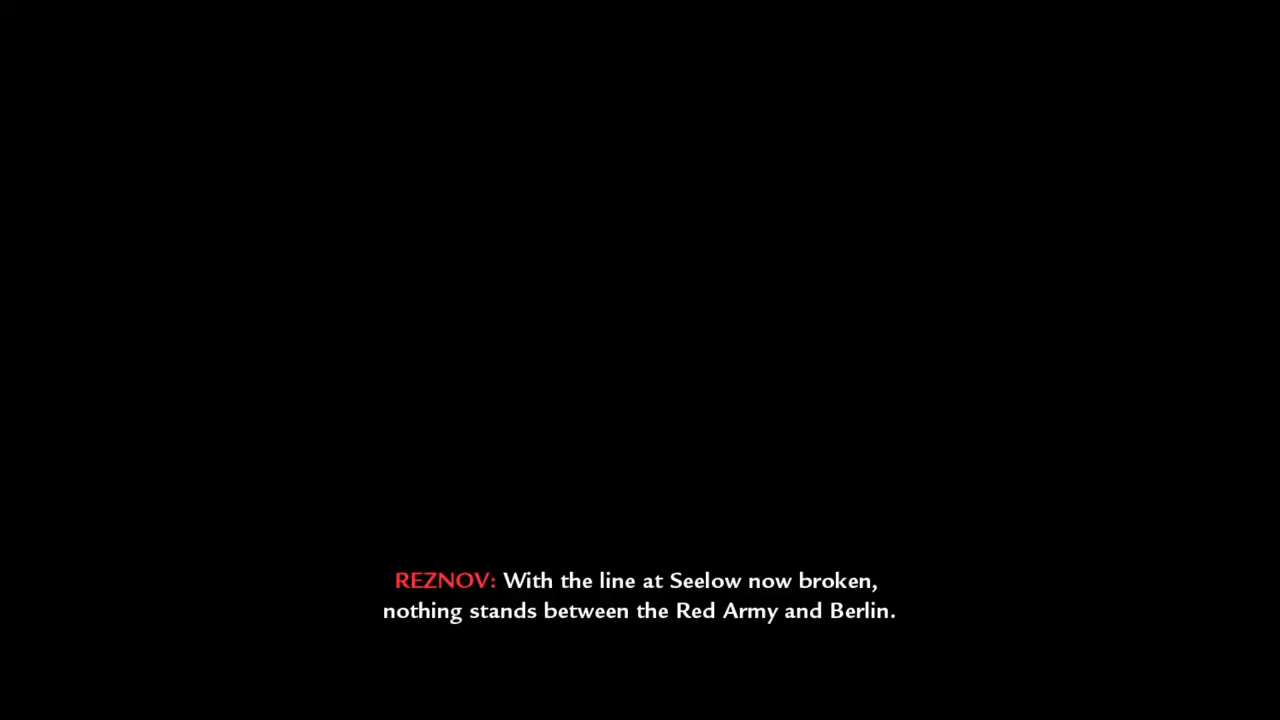 REZNOV: With the line at Seelow now broken,
nothing stands between the Red Army and Berlin.